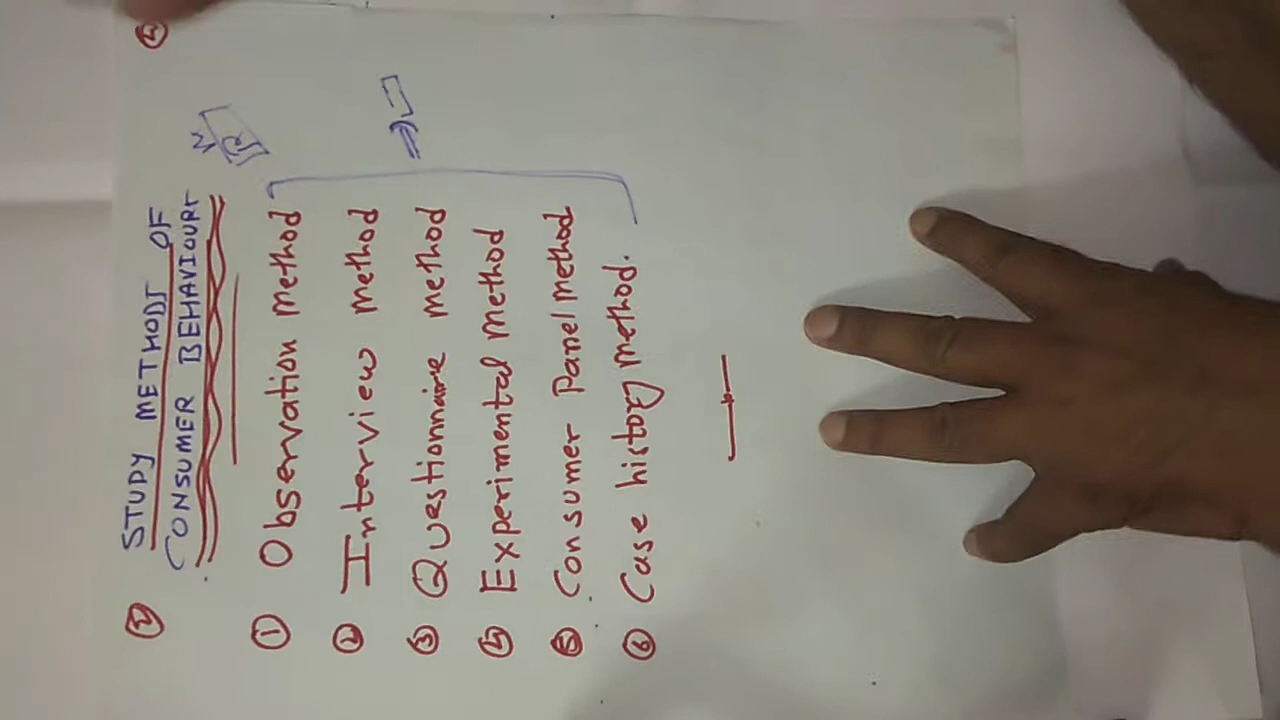 STUDY METHODS OF
CONSUMER BEHAVIOUR
① Observation Method
② Interview Method
③ Questionnaire Method
④ Experimental Method
⑤ Consumer Panel Method
⑥ Case history method.